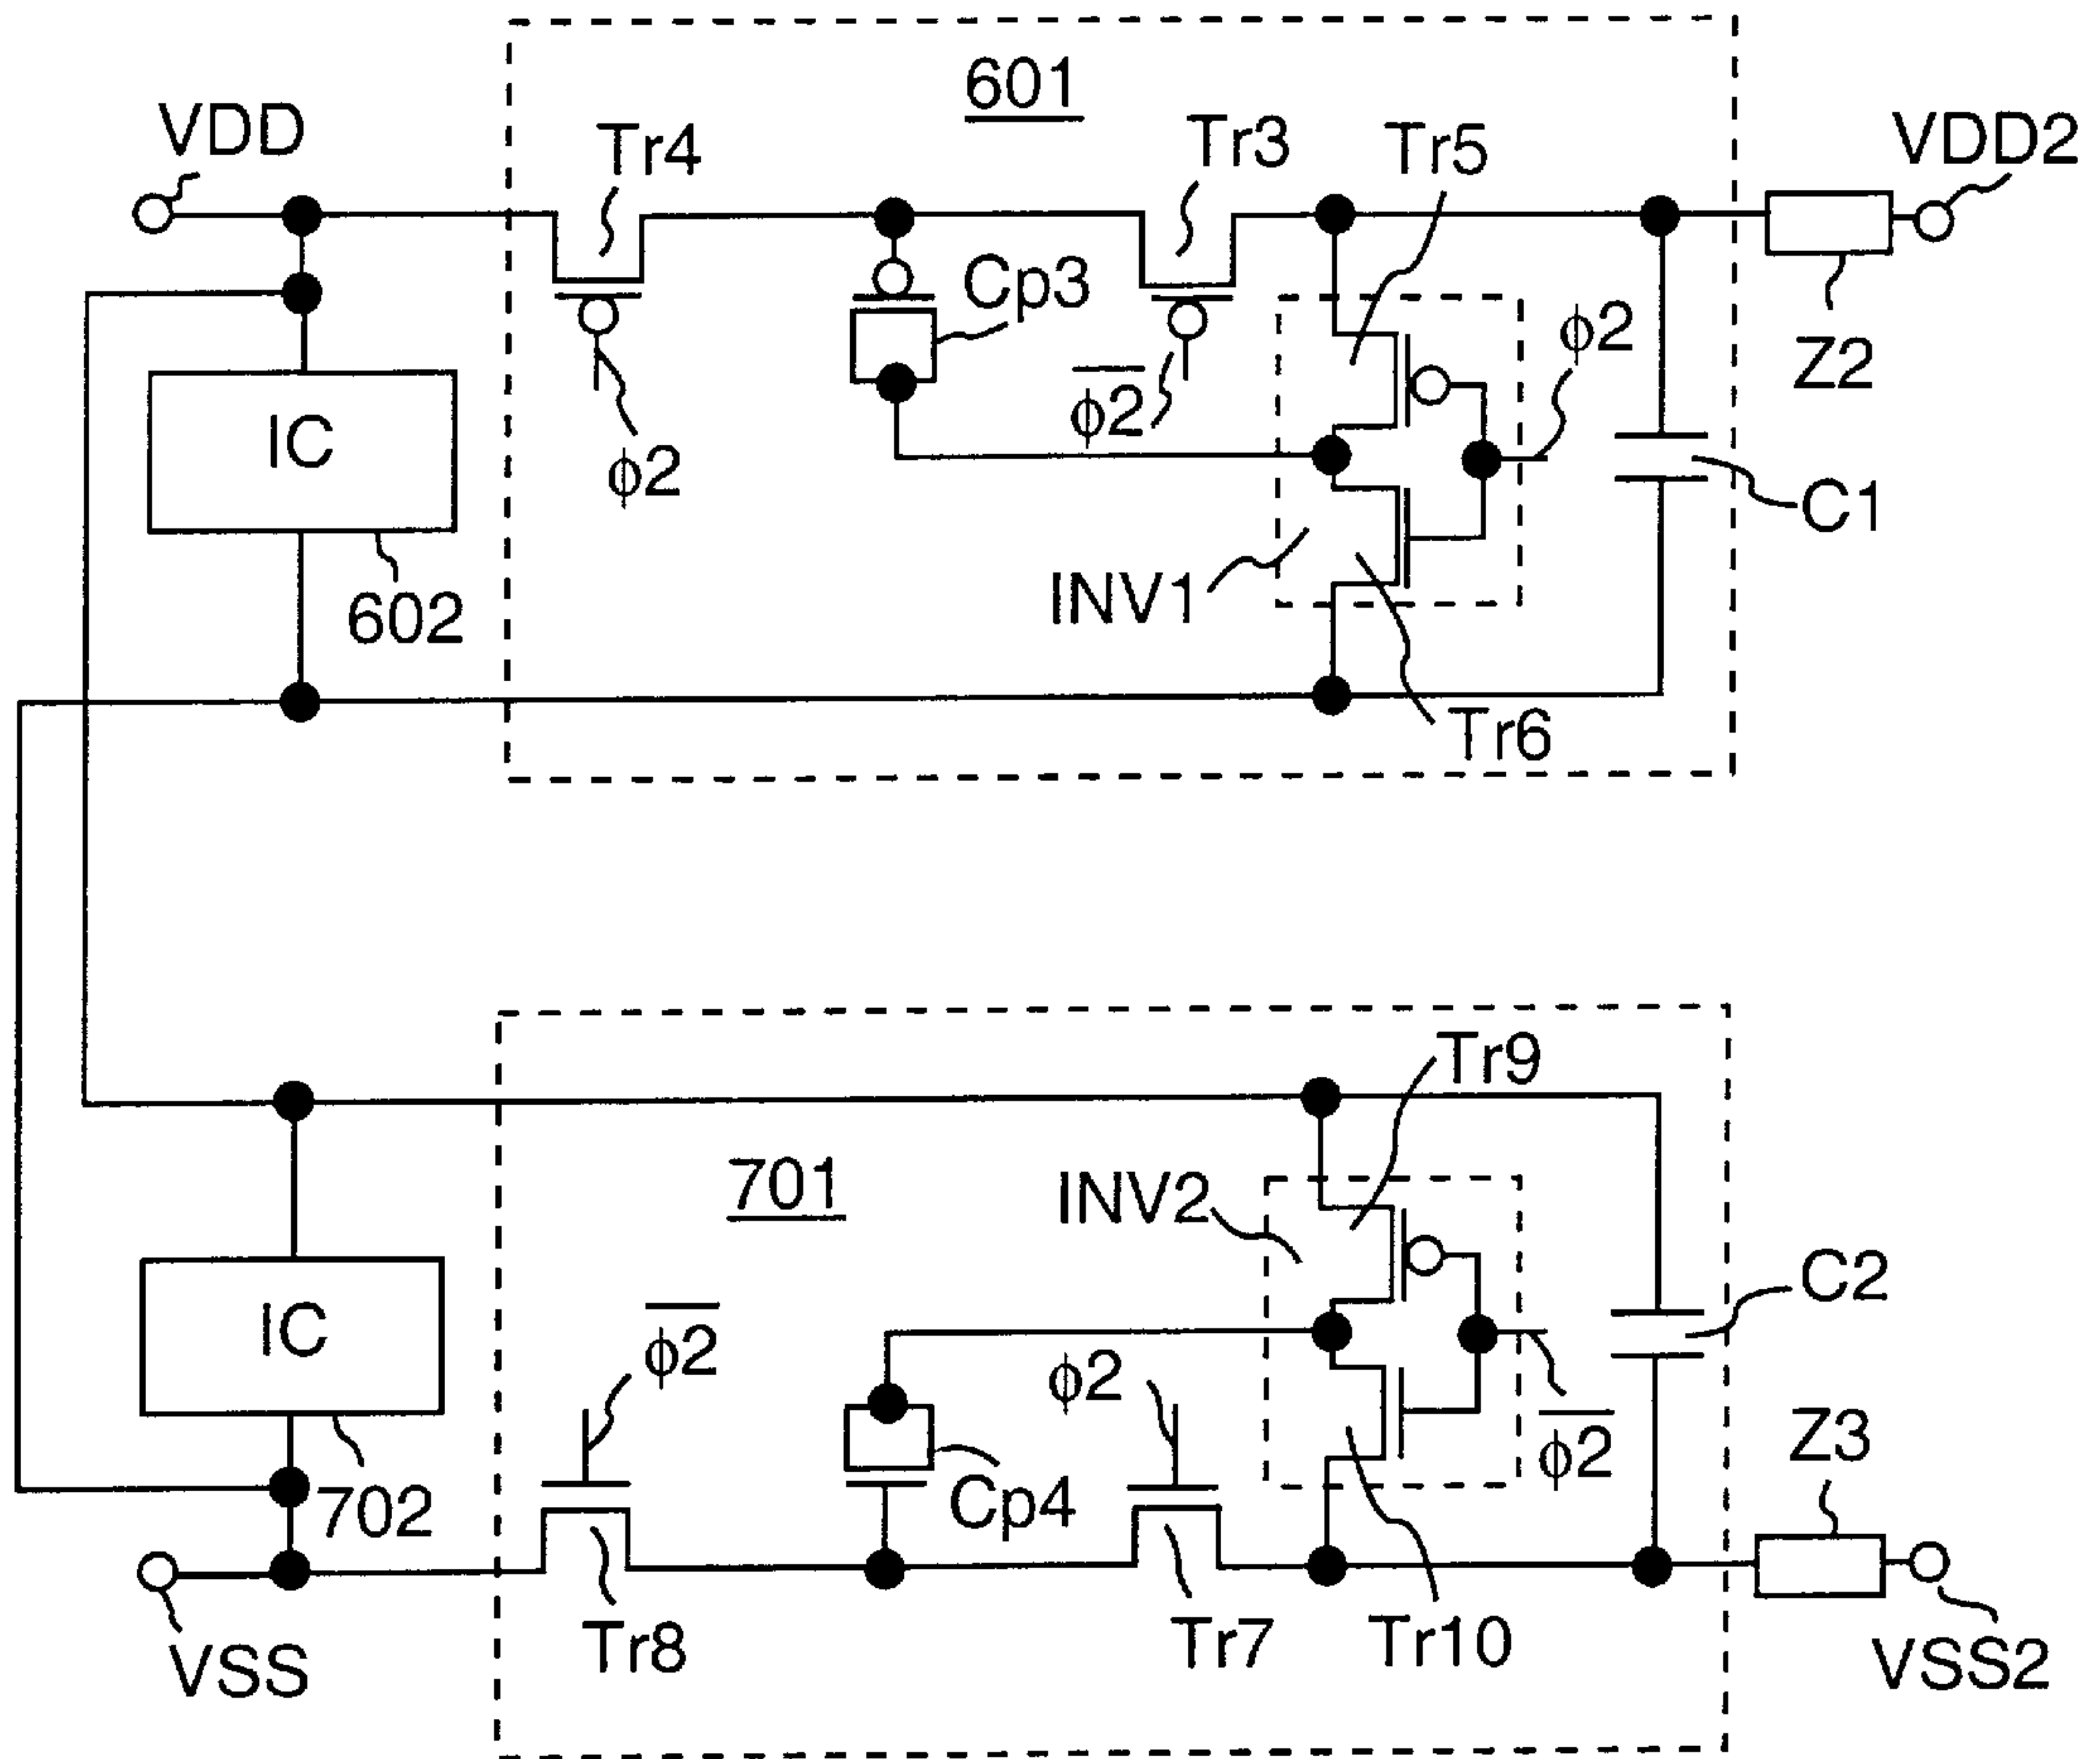 601
VDD
Tr4
Tr3
Tr5
VDD2
Cp3
ϕ2
Z2
ϕ2̅
IC
ϕ2
C1
INV1
602
Tr6
Tr9
701
INV2
C2
ϕ2̅
IC
ϕ2
Z3
ϕ2̅
702
Cp4
Tr8
Tr7
Tr10
VSS
VSS2